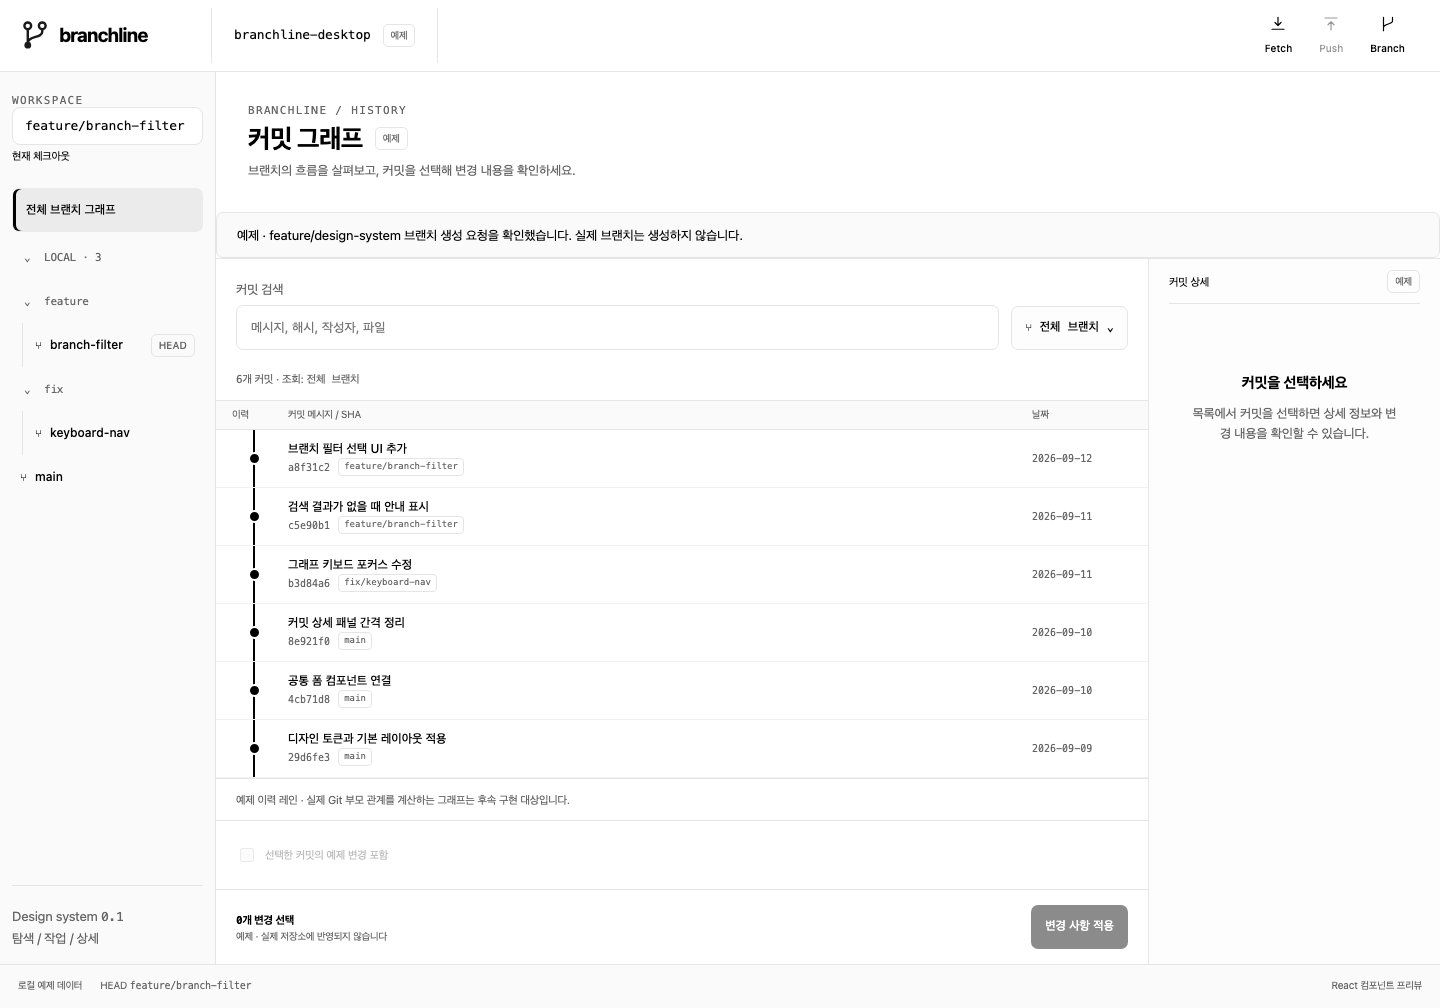 branchline
branchline-desktop 예제
Fetch Push Branch
WORKSPACE
feature/branch-filter
현재 체크아웃
전체 브랜치 그래프
LOCAL · 3
feature
branch-filter HEAD
fix
keyboard-nav
main
Design system 0.1
탐색 / 작업 / 상세
BRANCHLINE / HISTORY
커밋 그래프 예제
브랜치의 흐름을 살펴보고, 커밋을 선택해 변경 내용을 확인하세요.
예제 · feature/design-system 브랜치 생성 요청을 확인했습니다. 실제 브랜치는 생성하지 않습니다.
커밋 검색
메시지, 해시, 작성자, 파일
전체 브랜치
6개 커밋 · 조회: 전체 브랜치
이력 커밋 메시지 / SHA 날짜
브랜치 필터 선택 UI 추가
a8f31c2 feature/branch-filter 2026-09-12
검색 결과가 없을 때 안내 표시
c5e90b1 feature/branch-filter 2026-09-11
그래프 키보드 포커스 수정
b3d84a6 fix/keyboard-nav 2026-09-11
커밋 상세 패널 간격 정리
8e921f0 main 2026-09-10
공통 폼 컴포넌트 연결
4cb71d8 main 2026-09-10
디자인 토큰과 기본 레이아웃 적용
29d6fe3 main 2026-09-09
예제 이력 레인 · 실제 Git 부모 관계를 계산하는 그래프는 후속 구현 대상입니다.
선택한 커밋의 예제 변경 포함
0개 변경 선택
예제 · 실제 저장소에 반영되지 않습니다
변경 사항 적용
커밋 상세 예제
커밋을 선택하세요
목록에서 커밋을 선택하면 상세 정보와 변
경 내용을 확인할 수 있습니다.
로컬 예제 데이터 HEAD feature/branch-filter
React 컴포넌트 프리뷰